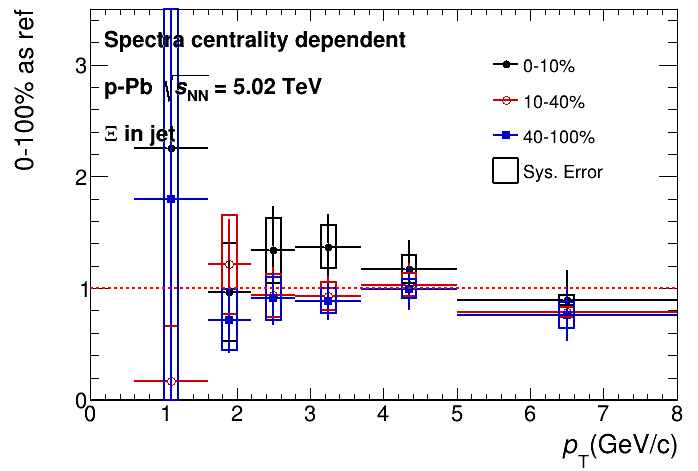 0-100% as ref
Spectra centrality dependent
p-Pb √sNN = 5.02 TeV
Ξ in jet
0-10%
10-40%
40-100%
Sys. Error
3
2
1
0
0 1 2 3 4 5 6 7 8
pT(GeV/c)